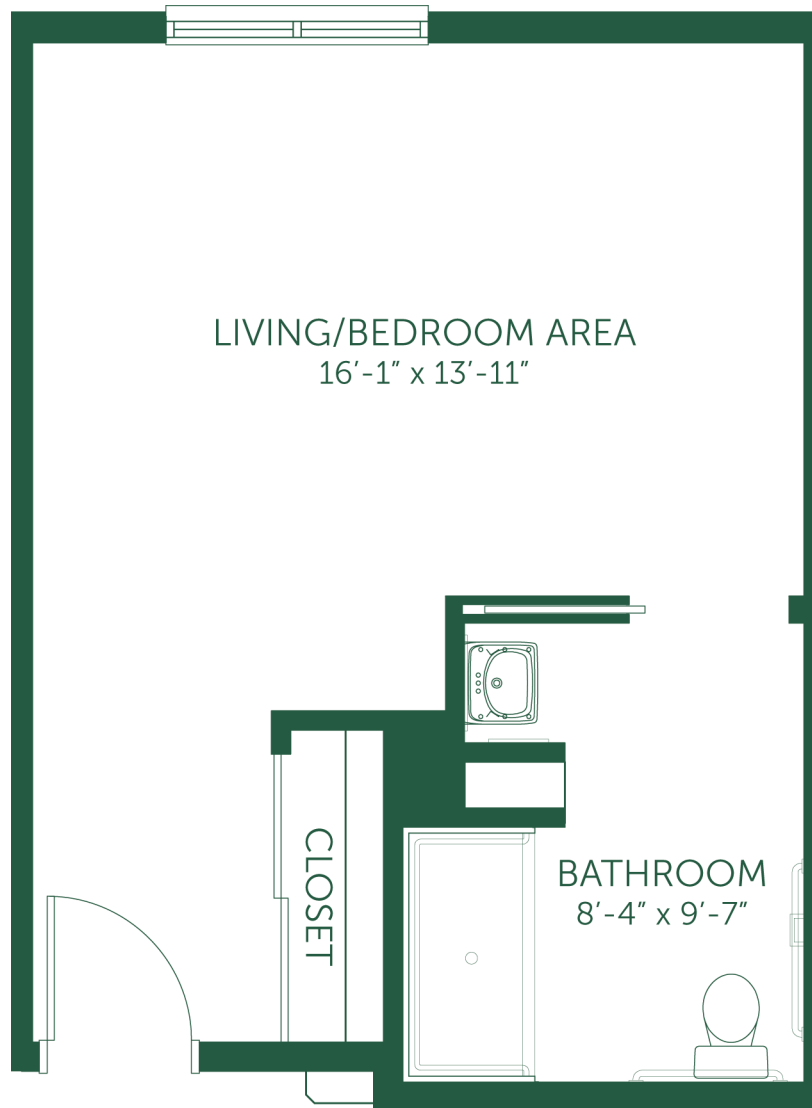 LIVING/BEDROOM AREA
16’-1” x 13’-11”
CLOSET
BATHROOM
8’-4” x 9’-7”